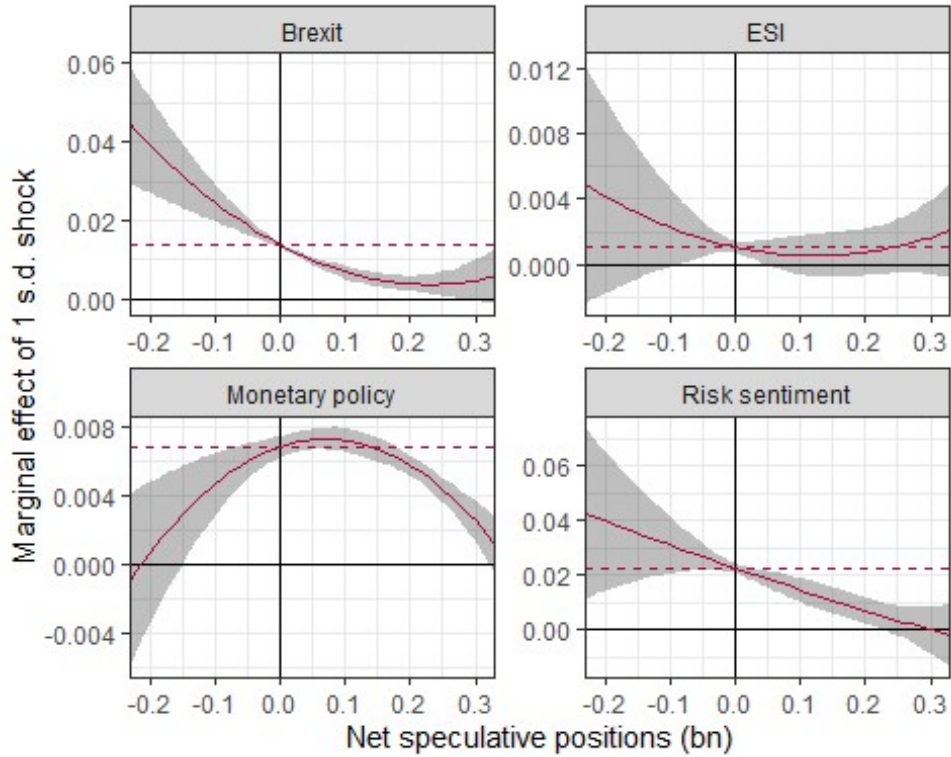 Marginal effect of 1 s.d. shock
Brexit
0.06
0.04
0.02
0.00
-0.2 -0.1 0.0 0.1 0.2 0.3
ESI
0.012
0.008
0.004
0.000
-0.2 -0.1 0.0 0.1 0.2 0.3
Monetary policy
0.008
0.004
0.000
-0.004
-0.2 -0.1 0.0 0.1 0.2 0.3
Risk sentiment
0.06
0.04
0.02
0.00
-0.2 -0.1 0.0 0.1 0.2 0.3
Net speculative positions (bn)